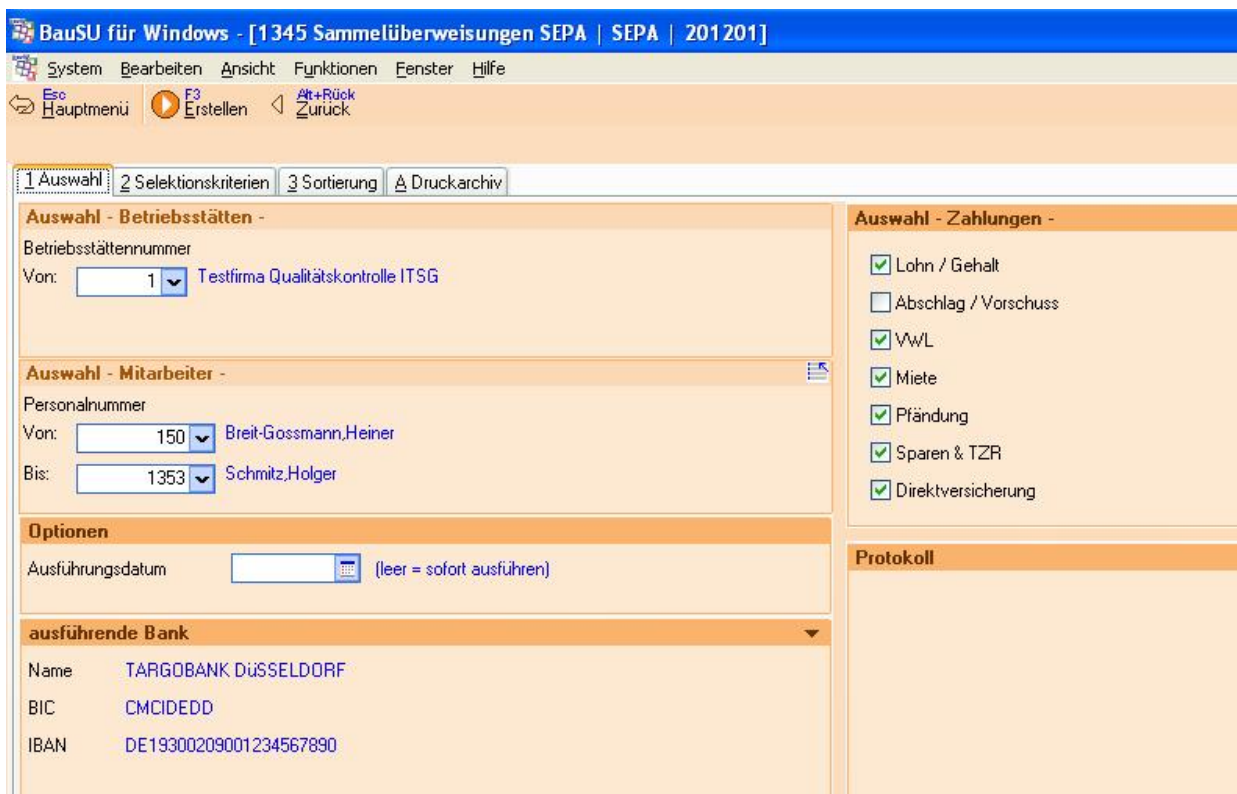 BauSU für Windows - [1345 Sammelüberweisungen SEPA | SEPA | 201201]
System Bearbeiten Ansicht Funktionen Fenster Hilfe
Esc F3 Alt+Rück
Hauptmenü Erstellen Zurück
1 Auswahl 2 Selektionskriterien 3 Sortierung A Druckarchiv
Auswahl - Betriebsstätten -
Betriebsstättennummer
Von: 1 Testfirma Qualitätskontrolle ITSG
Auswahl - Mitarbeiter -
Personalnummer
Von: 150 Breit-Gossmann,Heiner
Bis: 1353 Schmitz,Holger
Optionen
Ausführungsdatum (leer = sofort ausführen)
ausführende Bank
Name TARGOBANK DüSSELDORF
BIC CMCIDEDD
IBAN DE19300209001234567890
Auswahl - Zahlungen -
Lohn / Gehalt
Abschlag / Vorschuss
VWL
Miete
Pfändung
Sparen & TZR
Direktversicherung
Protokoll